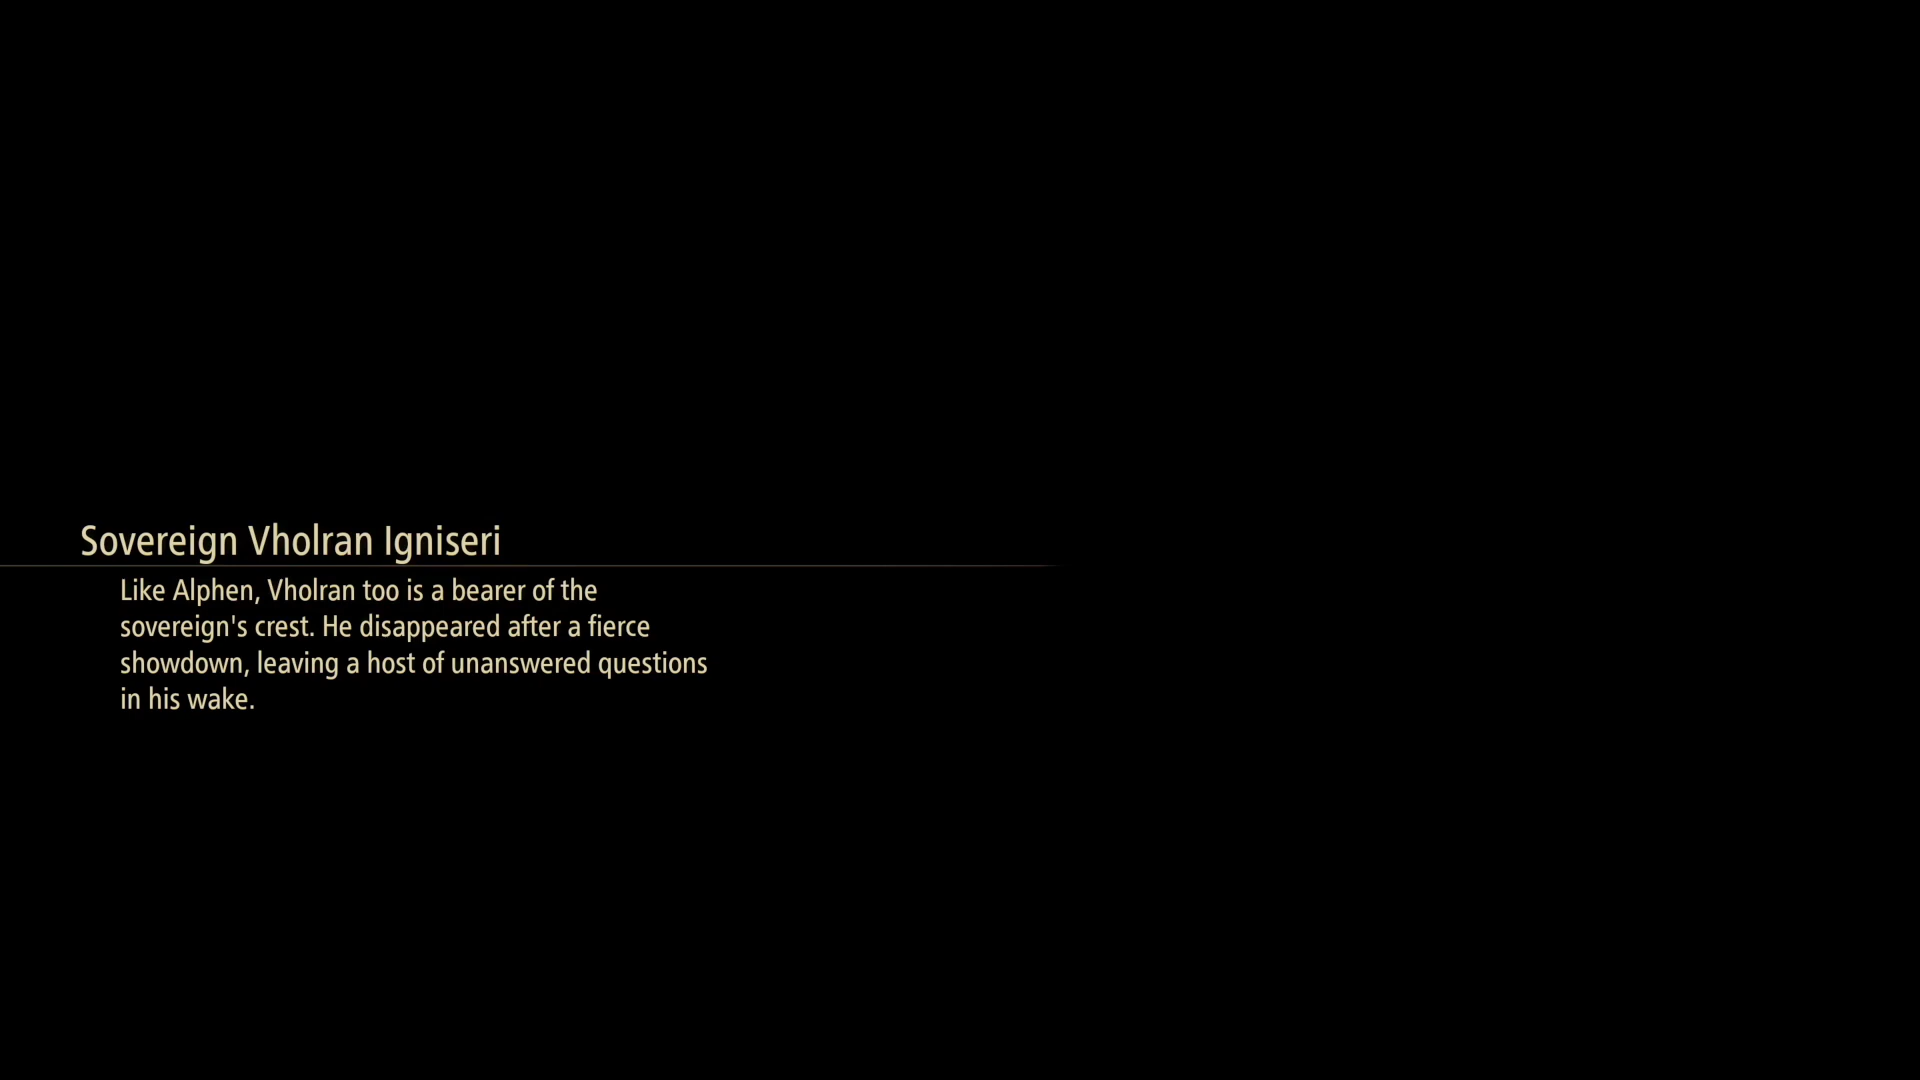 Sovereign Vholran Igniseri
Like Alphen, Vholran too is a bearer of the
sovereign's crest. He disappeared after a fierce
showdown, leaving a host of unanswered questions
in his wake.